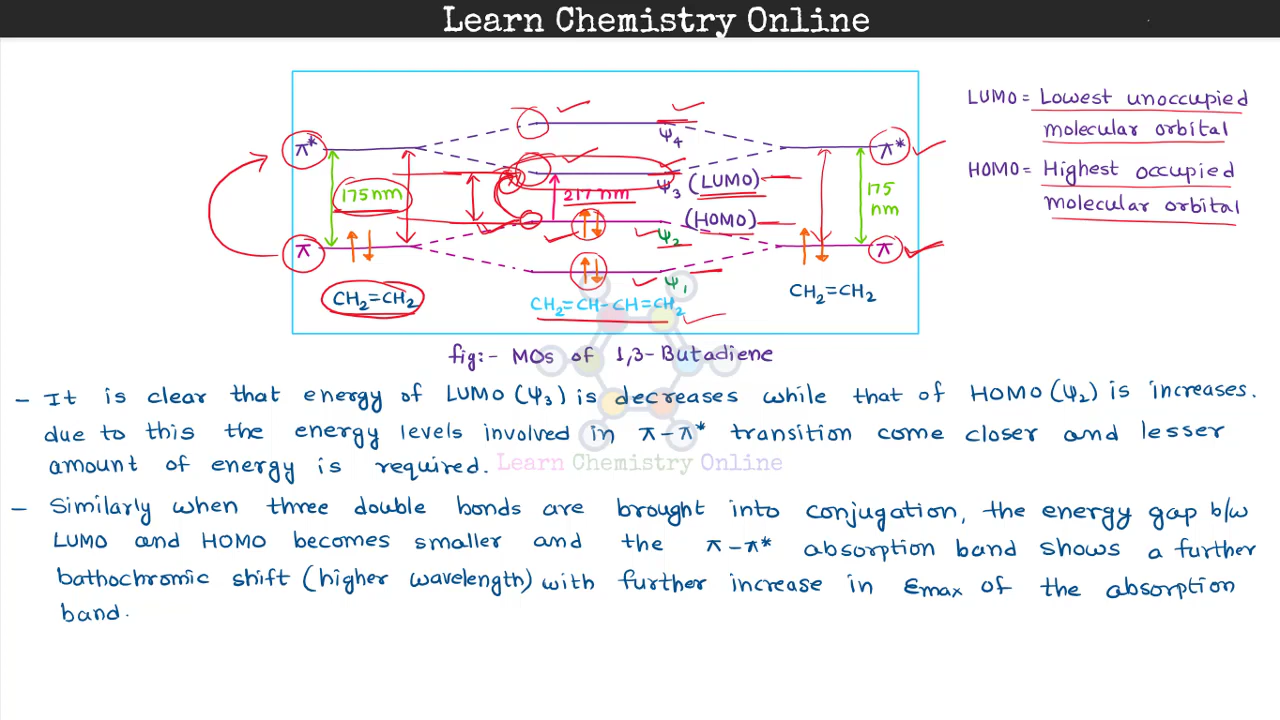 Learn Chemistry Online
LUMO = Lowest unoccupied
molecular orbital
HOMO = Highest occupied
molecular orbital
ψ4
π*
π*
175nm
217 nm
ψ3 (LUMO)
175
nm
(HOMO)
ψ2
π
π
ψ1
CH2=CH2
CH2=CH-CH=CH2
CH2=CH2
fig:- MOs of 1,3-Butadiene
- It is clear that energy of LUMO (ψ3) is decreases while that of HOMO (ψ2) is increases.
due to this the energy levels involved in π-π* transition come closer and lesser
amount of energy is required.
Learn Chemistry Online
- Similarly when three double bonds are brought into conjugation, the energy gap b/w
LUMO and HOMO becomes smaller and the π-π* absorption band shows a further
bathochromic shift (higher wavelength) with further increase in εmax of the absorption
band.